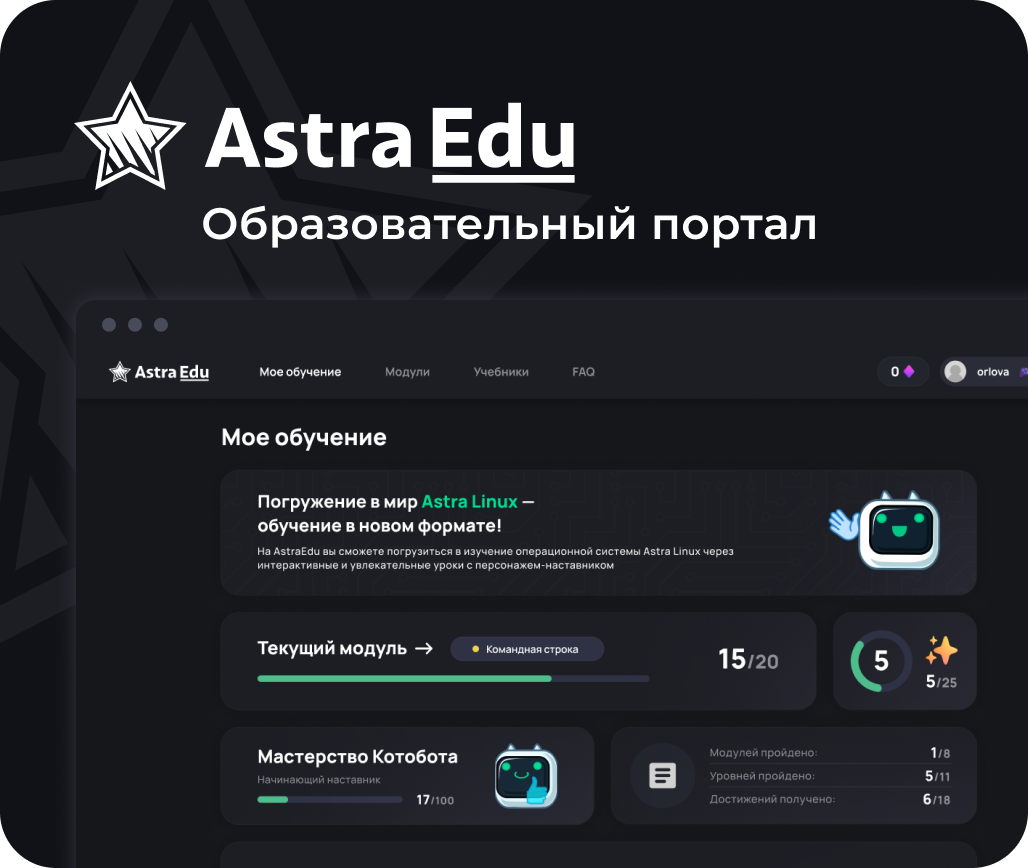 Astra Edu
Образовательный портал
Astra Edu
Мое обучение
Модули
Учебники
FAQ
0
orlova
Мое обучение
Погружение в мир Astra Linux —
обучение в новом формате!
На AstraEdu вы сможете погрузиться в изучение операционной системы Astra Linux через
интерактивные и увлекательные уроки с персонажем-наставником
Текущий модуль →
Командная строка
15/20
5
5/25
Мастерство Котобота
Начинающий наставник
17/100
Модулей пройдено: 1/8
Уровней пройдено: 5/11
Достижений получено: 6/18